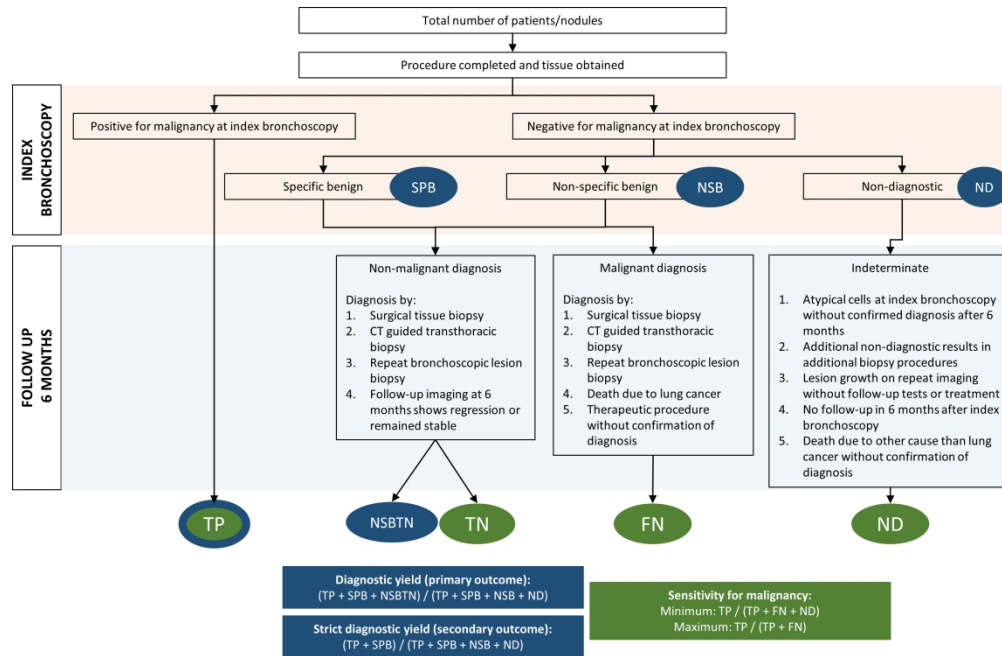 Total number of patients/nodules
Procedure completed and tissue obtained
INDEX
BRONCHOSCOPY
Positive for malignancy at index bronchoscopy
Negative for malignancy at index bronchoscopy
Specific benign
SPB
Non-specific benign
NSB
Non-diagnostic
ND
FOLLOW UP
6 MONTHS
Non-malignant diagnosis
Diagnosis by:
1. Surgical tissue biopsy
2. CT guided transthoracic
biopsy
3. Repeat bronchoscopic lesion
biopsy
4. Follow-up imaging at 6
months shows regression or
remained stable
Malignant diagnosis
Diagnosis by:
1. Surgical tissue biopsy
2. CT guided transthoracic
biopsy
3. Repeat bronchoscopic lesion
biopsy
4. Death due to lung cancer
5. Therapeutic procedure
without confirmation of
diagnosis
Indeterminate
1. Atypical cells at index bronchoscopy
without confirmed diagnosis after 6
months
2. Additional non-diagnostic results in
additional biopsy procedures
3. Lesion growth on repeat imaging
without follow-up tests or treatment
4. No follow-up in 6 months after index
bronchoscopy
5. Death due to other cause than lung
cancer without confirmation of
diagnosis
TP
NSBTN
TN
FN
ND
Diagnostic yield (primary outcome):
(TP + SPB + NSBTN) / (TP + SPB + NSB + ND)
Strict diagnostic yield (secondary outcome):
(TP + SPB) / (TP + SPB + NSB + ND)
Sensitivity for malignancy:
Minimum: TP / (TP + FN + ND)
Maximum: TP / (TP + FN)